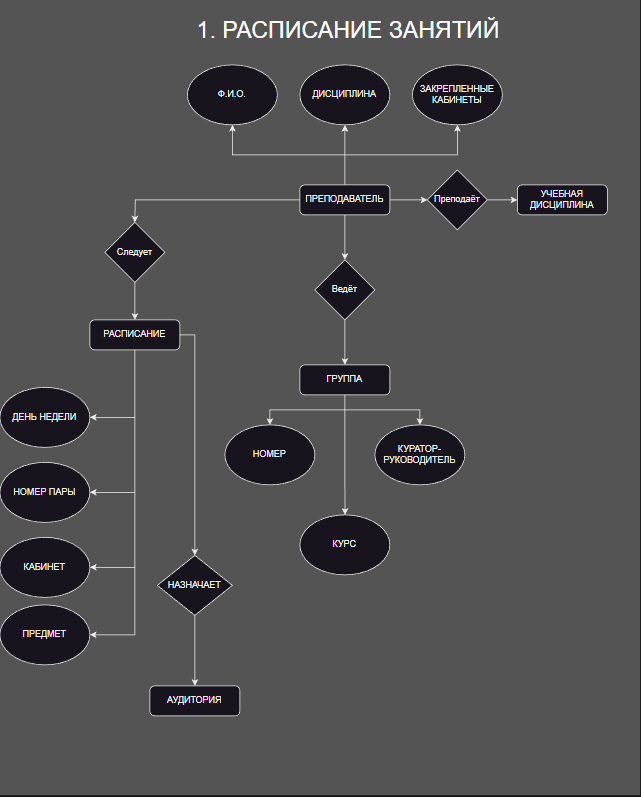 1. РАСПИСАНИЕ ЗАНЯТИЙ
Ф.И.О.
ДИСЦИПЛИНА
ЗАКРЕПЛЕННЫЕ
КАБИНЕТЫ
ПРЕПОДАВАТЕЛЬ
Преподаёт
УЧЕБНАЯ
ДИСЦИПЛИНА
Следует
Ведёт
РАСПИСАНИЕ
ГРУППА
ДЕНЬ НЕДЕЛИ
НОМЕР
КУРАТОР-
РУКОВОДИТЕЛЬ
НОМЕР ПАРЫ
КУРС
КАБИНЕТ
НАЗНАЧАЕТ
ПРЕДМЕТ
АУДИТОРИЯ